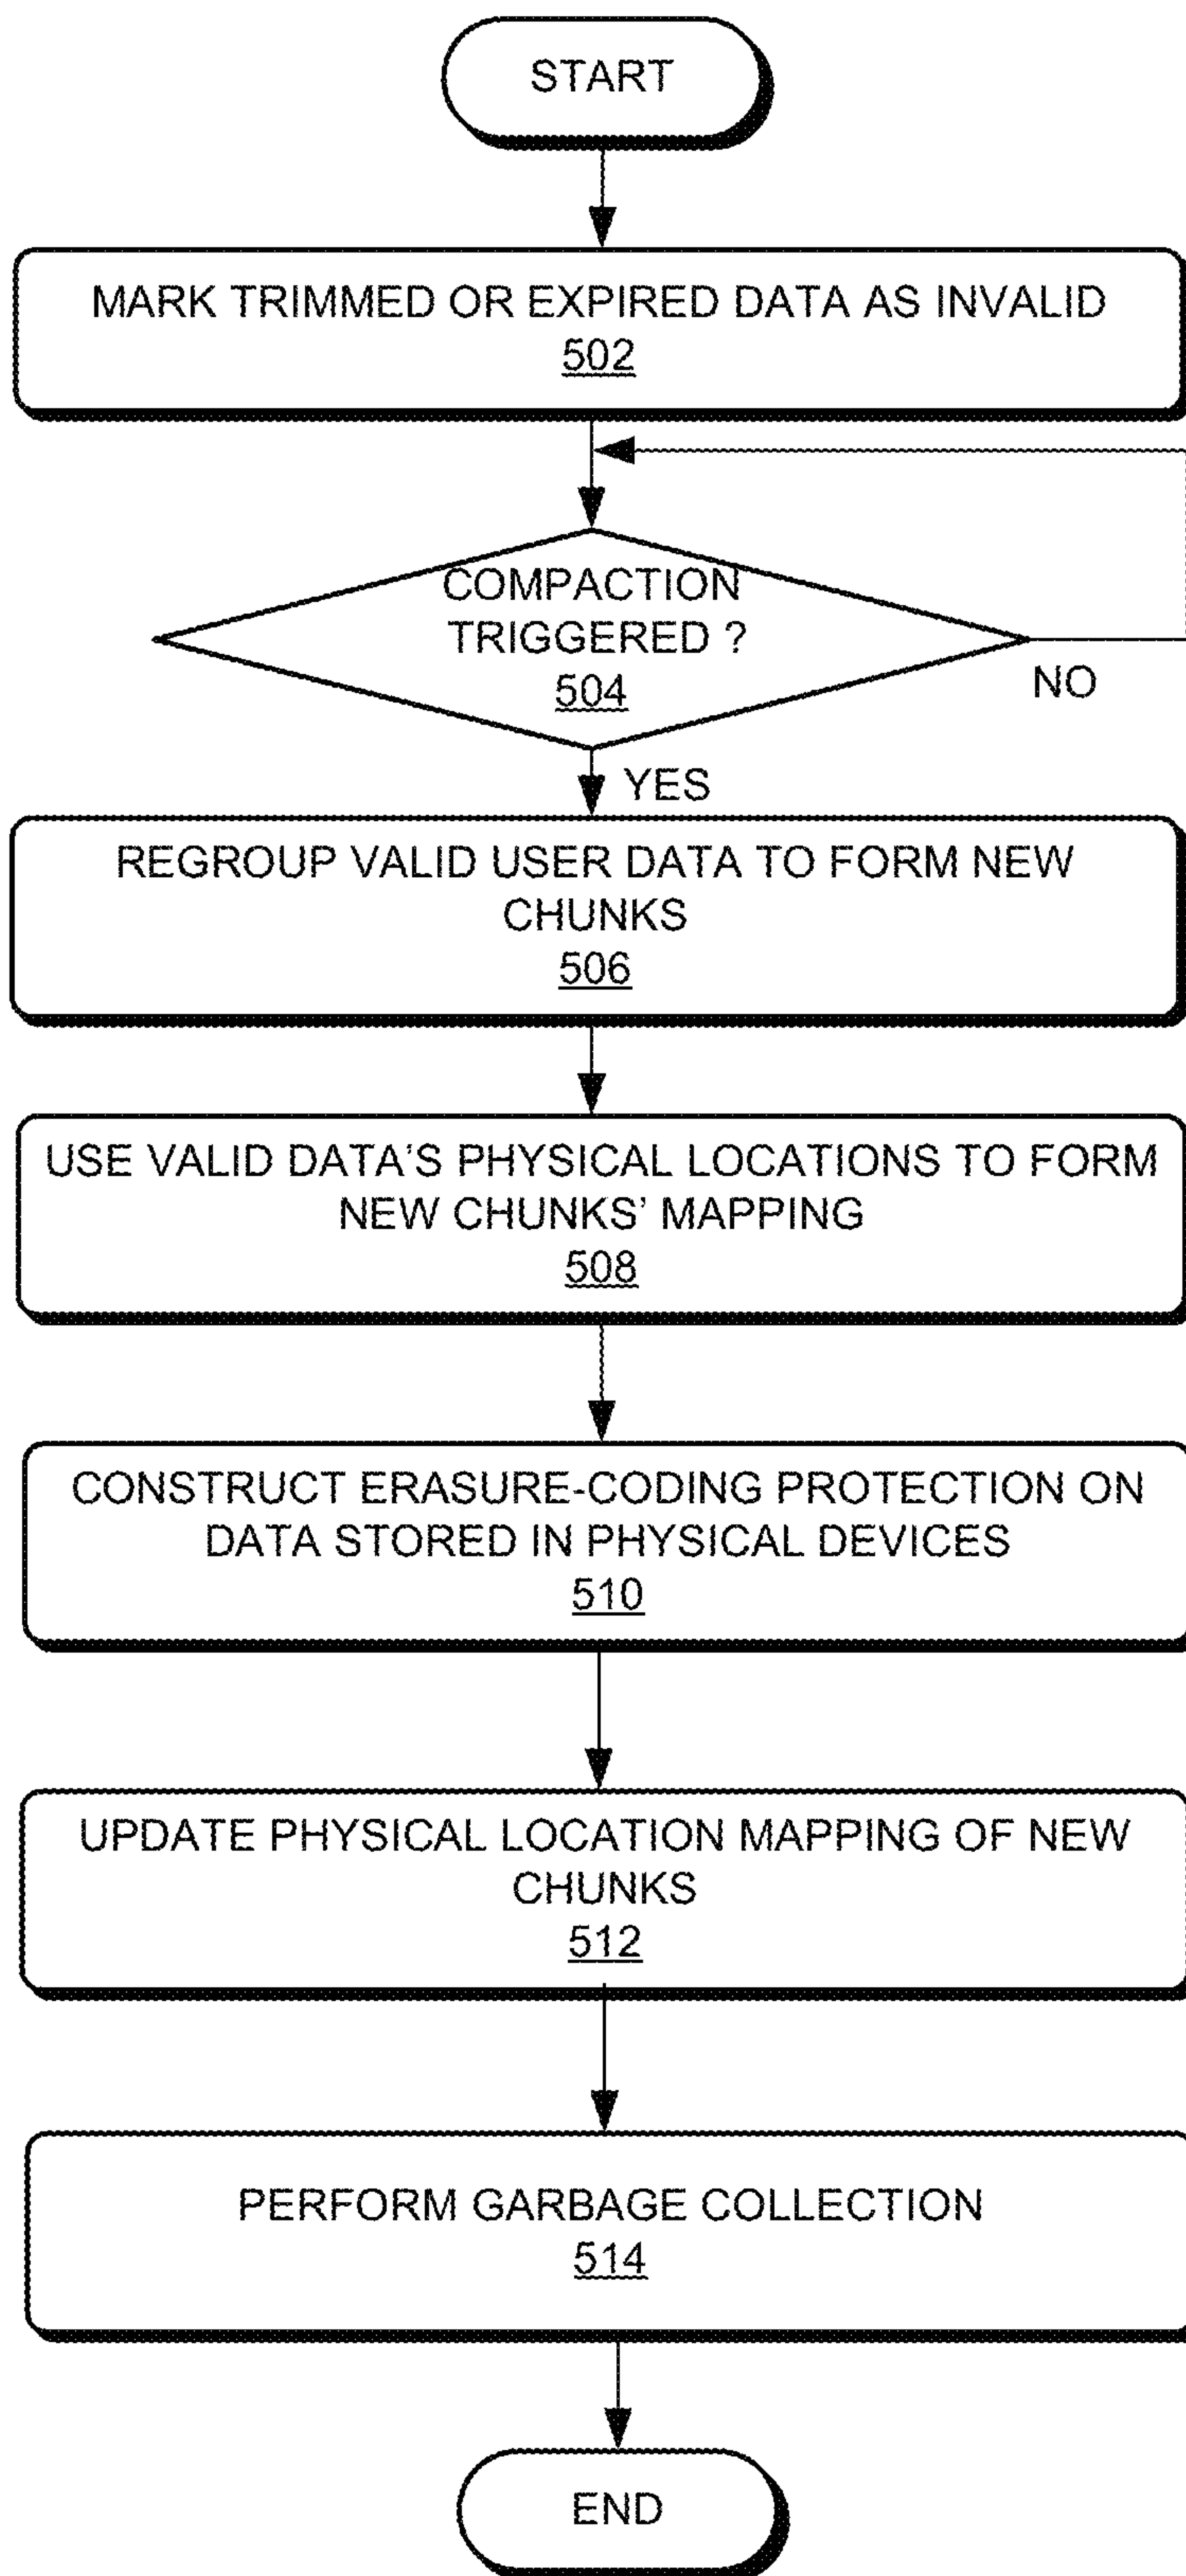 START
MARK TRIMMED OR EXPIRED DATA AS INVALID
502
COMPACTION
TRIGGERED ?
504
NO
YES
REGROUP VALID USER DATA TO FORM NEW
CHUNKS
506
USE VALID DATA'S PHYSICAL LOCATIONS TO FORM
NEW CHUNKS' MAPPING
508
CONSTRUCT ERASURE-CODING PROTECTION ON
DATA STORED IN PHYSICAL DEVICES
510
UPDATE PHYSICAL LOCATION MAPPING OF NEW
CHUNKS
512
PERFORM GARBAGE COLLECTION
514
END